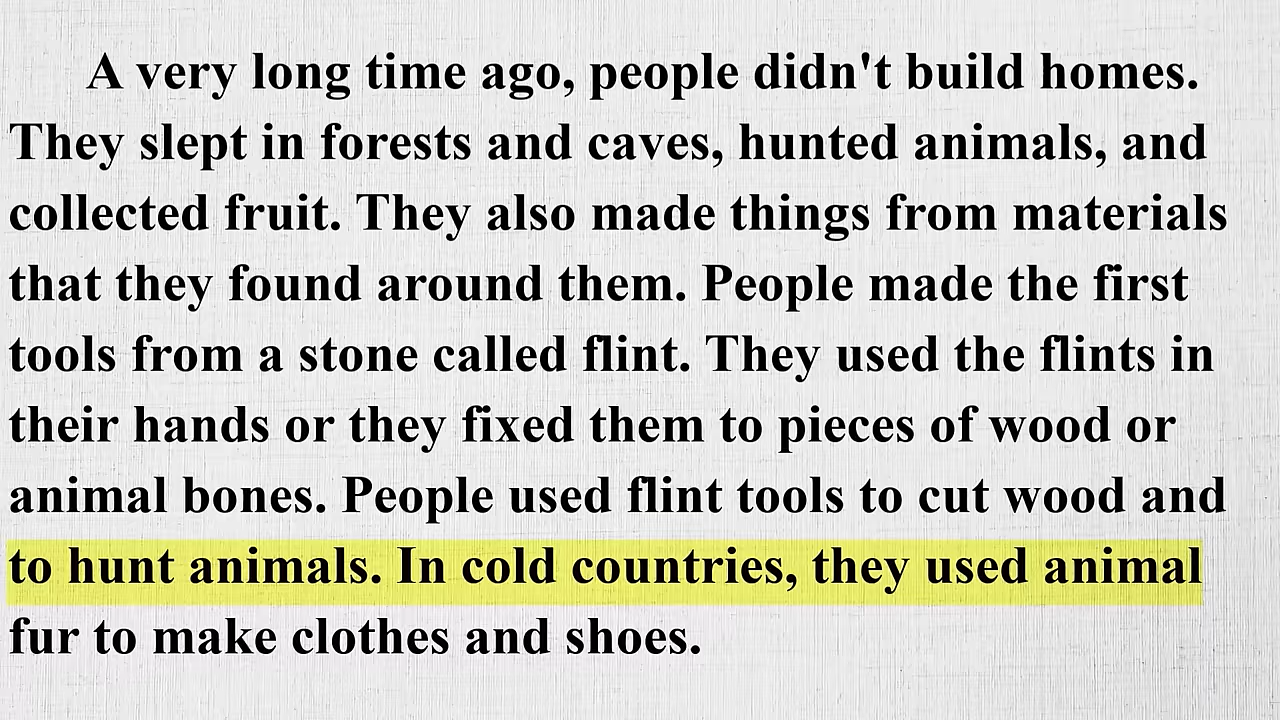 A very long time ago, people didn't build homes.
They slept in forests and caves, hunted animals, and
collected fruit. They also made things from materials
that they found around them. People made the first
tools from a stone called flint. They used the flints in
their hands or they fixed them to pieces of wood or
animal bones. People used flint tools to cut wood and
to hunt animals. In cold countries, they used animal
fur to make clothes and shoes.